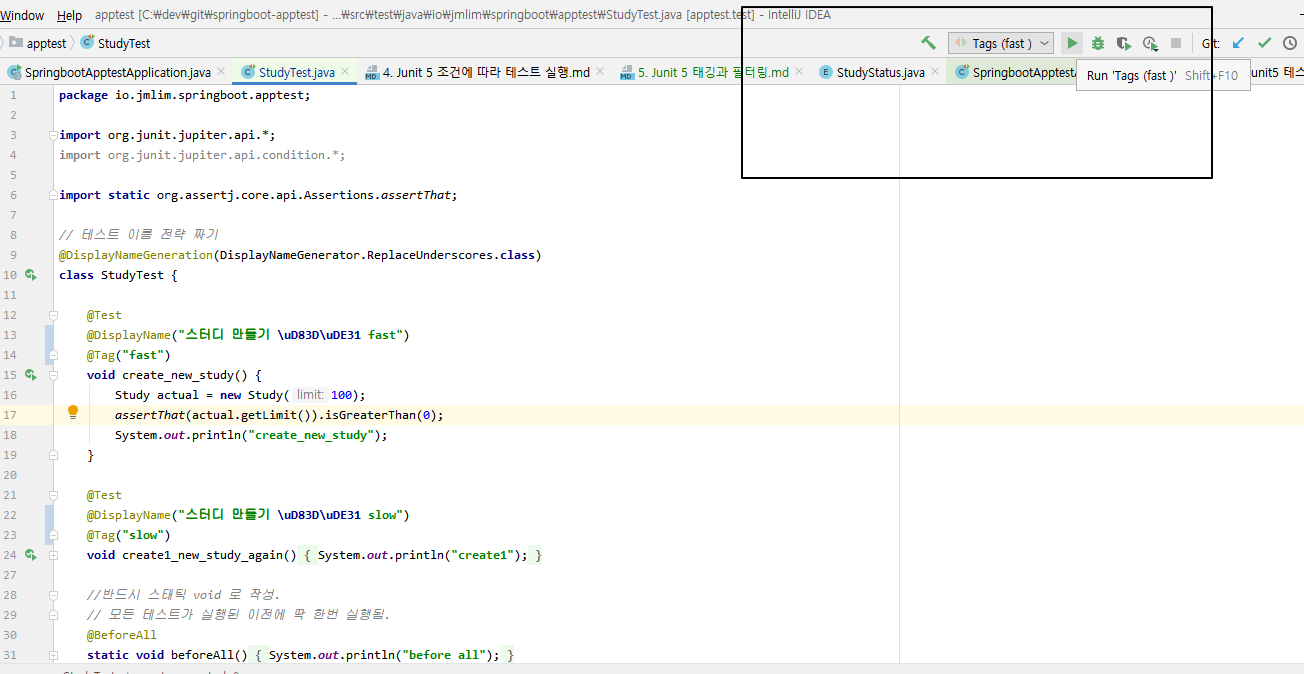 Window Help apptest [C:\dev\git\springboot-apptest] - ...\src\test\java\io\jmlim\springboot\apptest\StudyTest.java [apptest.test] - IntelliJ IDEA
apptest StudyTest Tags (fast ) Git:
SpringbootApptestApplication.java StudyTest.java 4. Junit 5 조건에 따라 테스트 실행.md 5. Junit 5 태깅과 필터링.md StudyStatus.java SpringbootApptestA unit5 테스
Run 'Tags (fast )' Shift+F10
1 package io.jmlim.springboot.apptest;
2
3 import org.junit.jupiter.api.*;
4 import org.junit.jupiter.api.condition.*;
5
6 import static org.assertj.core.api.Assertions.assertThat;
7
8 // 테스트 이름 전략 짜기
9 @DisplayNameGeneration(DisplayNameGenerator.ReplaceUnderscores.class)
10 class StudyTest {
11
12 @Test
13 @DisplayName("스터디 만들기 \uD83D\uDE31 fast")
14 @Tag("fast")
15 void create_new_study() {
16 Study actual = new Study( limit: 100);
17 assertThat(actual.getLimit()).isGreaterThan(0);
18 System.out.println("create_new_study");
19 }
20
21 @Test
22 @DisplayName("스터디 만들기 \uD83D\uDE31 slow")
23 @Tag("slow")
24 void create1_new_study_again() { System.out.println("create1"); }
27
28 //반드시 스태틱 void 로 작성.
29 // 모든 테스트가 실행된 이전에 딱 한번 실행됨.
30 @BeforeAll
31 static void beforeAll() { System.out.println("before all"); }